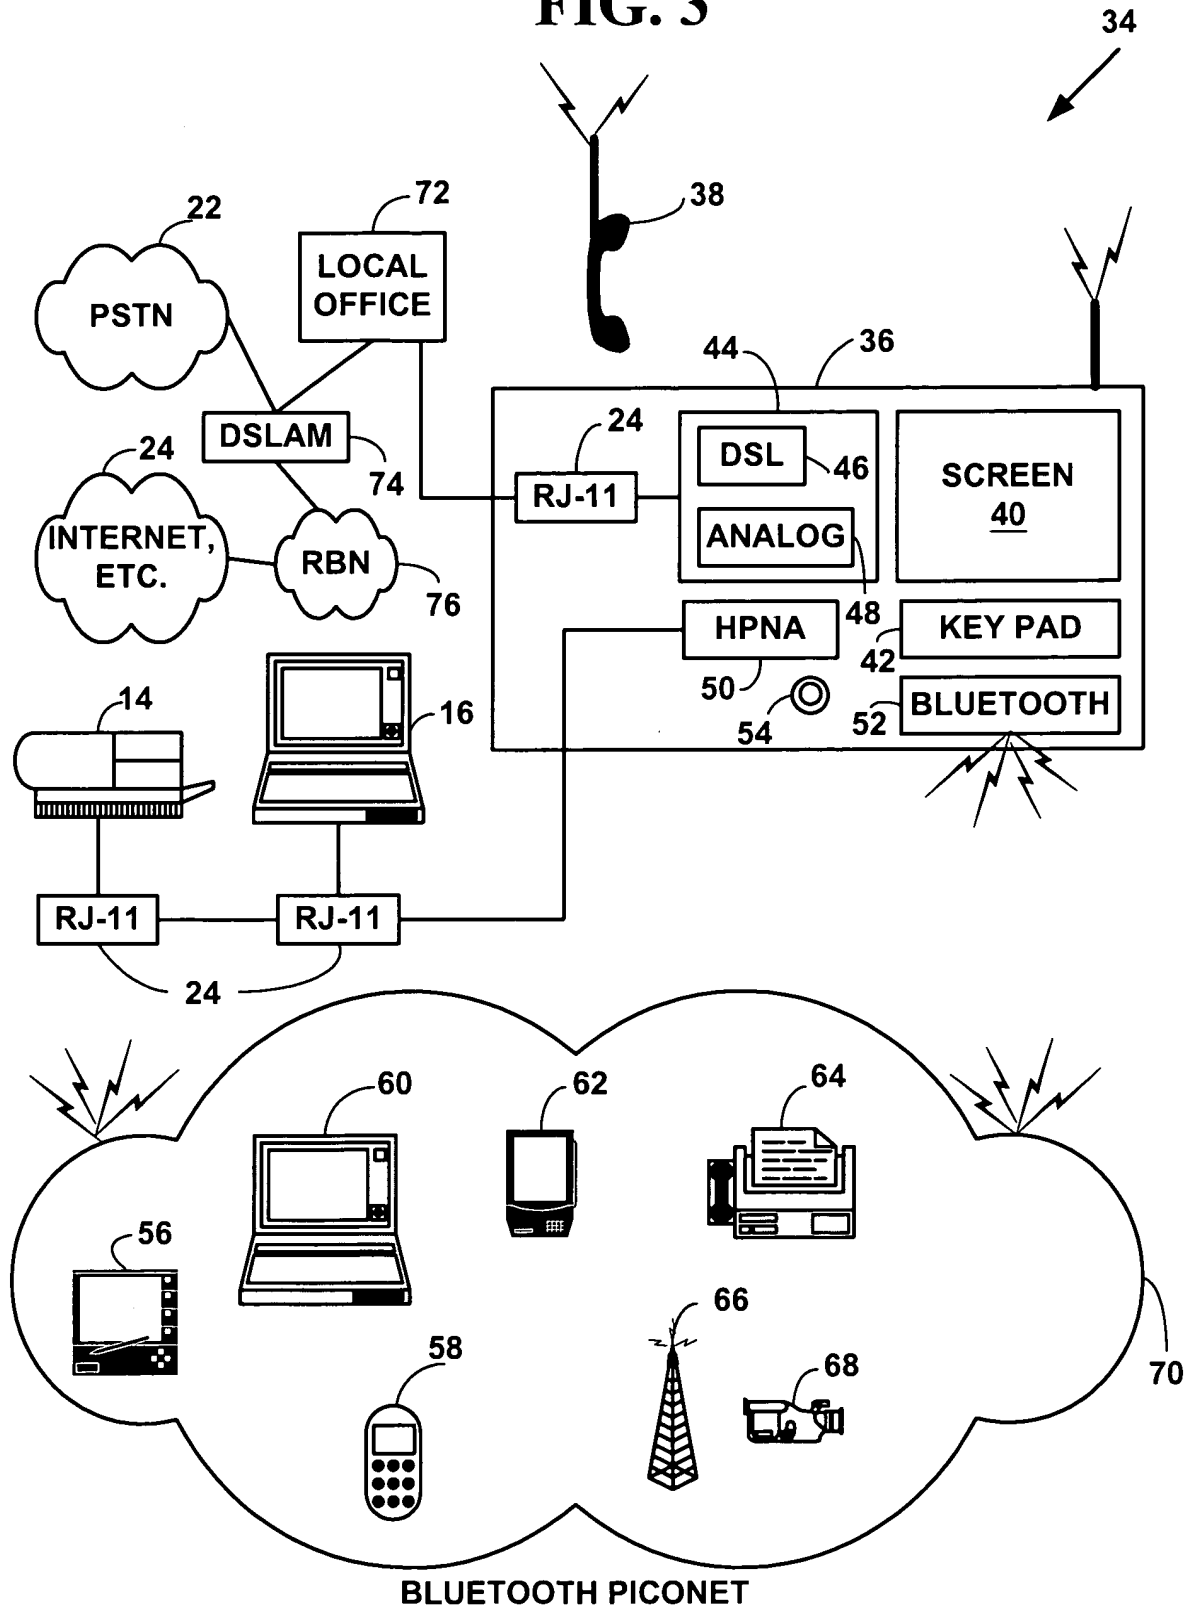 FIG. 3
34
72
22
38
LOCAL
OFFICE
PSTN
44
36
24
DSLAM
24
DSL
46
SCREEN
40
74
RJ-11
INTERNET,
ETC.
RBN
ANALOG
76
48
HPNA
KEY PAD
42
50
14
16
54
52
BLUETOOTH
RJ-11
RJ-11
24
60
62
64
56
66
58
68
70
BLUETOOTH PICONET